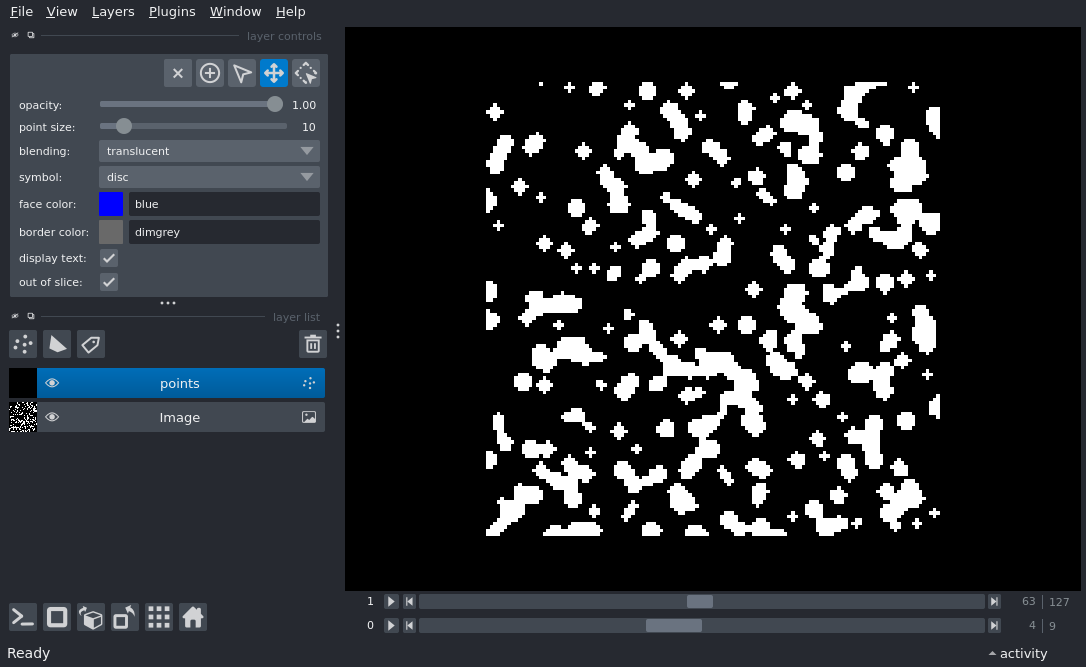 File View Layers Plugins Window Help
layer controls
opacity: 1.00
point size: 10
blending: translucent
symbol: disc
face color: blue
border color: dimgrey
display text:
out of slice:
layer list
points
Image
1 63 | 127
0 4 | 9
Ready activity